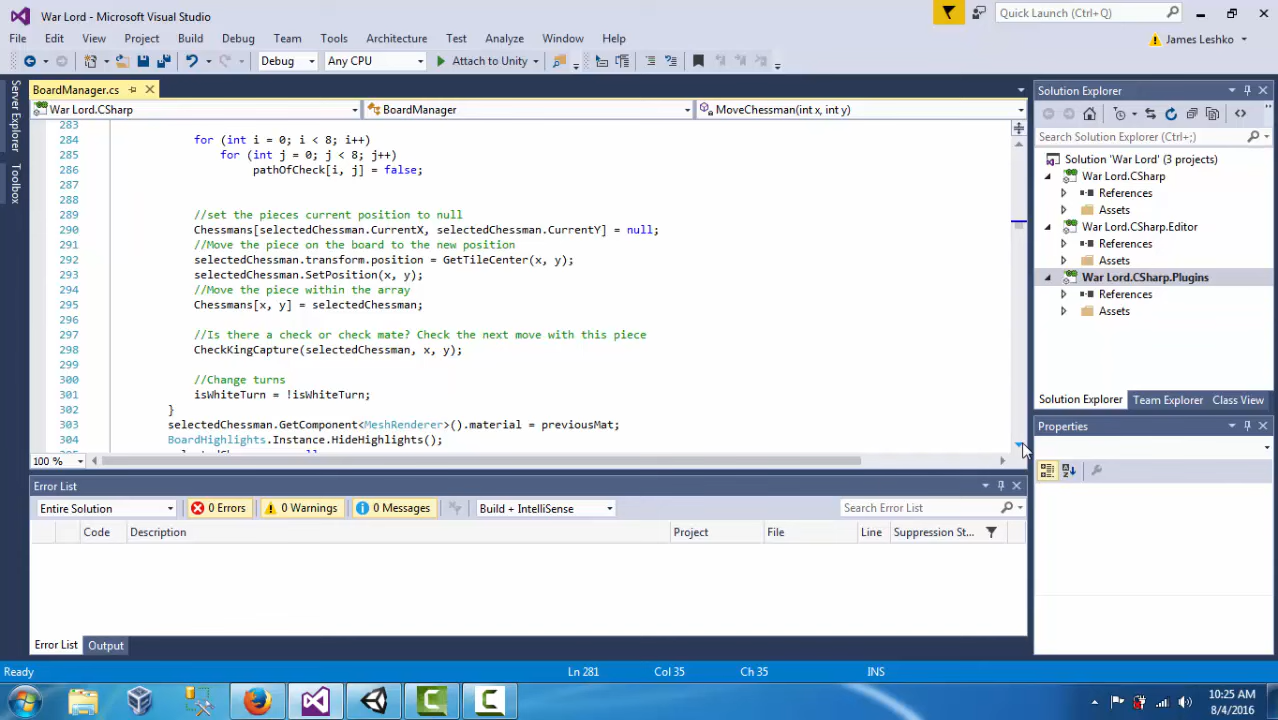 War Lord - Microsoft Visual Studio
Quick Launch (Ctrl+Q)
File Edit View Project Build Debug Team Tools Architecture Test Analyze Window Help
James Leshko
Debug Any CPU Attach to Unity
Server Explorer
Toolbox
BoardManager.cs
War Lord.CSharp BoardManager MoveChessman(int x, int y)
283
284 for (int i = 0; i < 8; i++)
285 for (int j = 0; j < 8; j++)
286 pathOfCheck[i, j] = false;
287
288
289 //set the pieces current position to null
290 Chessmans[selectedChessman.CurrentX, selectedChessman.CurrentY] = null;
291 //Move the piece on the board to the new position
292 selectedChessman.transform.position = GetTileCenter(x, y);
293 selectedChessman.SetPosition(x, y);
294 //Move the piece within the array
295 Chessmans[x, y] = selectedChessman;
296
297 //Is there a check or check mate? Check the next move with this piece
298 CheckKingCapture(selectedChessman, x, y);
299
300 //Change turns
301 isWhiteTurn = !isWhiteTurn;
302 }
303 selectedChessman.GetComponent<MeshRenderer>().material = previousMat;
304 BoardHighlights.Instance.HideHighlights();
100 %
Solution Explorer
Search Solution Explorer (Ctrl+;)
Solution 'War Lord' (3 projects)
War Lord.CSharp
References
Assets
War Lord.CSharp.Editor
References
Assets
War Lord.CSharp.Plugins
References
Assets
Solution Explorer Team Explorer Class View
Properties
Error List
Entire Solution 0 Errors 0 Warnings 0 Messages Build + IntelliSense Search Error List
Code Description Project File Line Suppression St...
Error List Output
Ready Ln 281 Col 35 Ch 35 INS
10:25 AM
8/4/2016